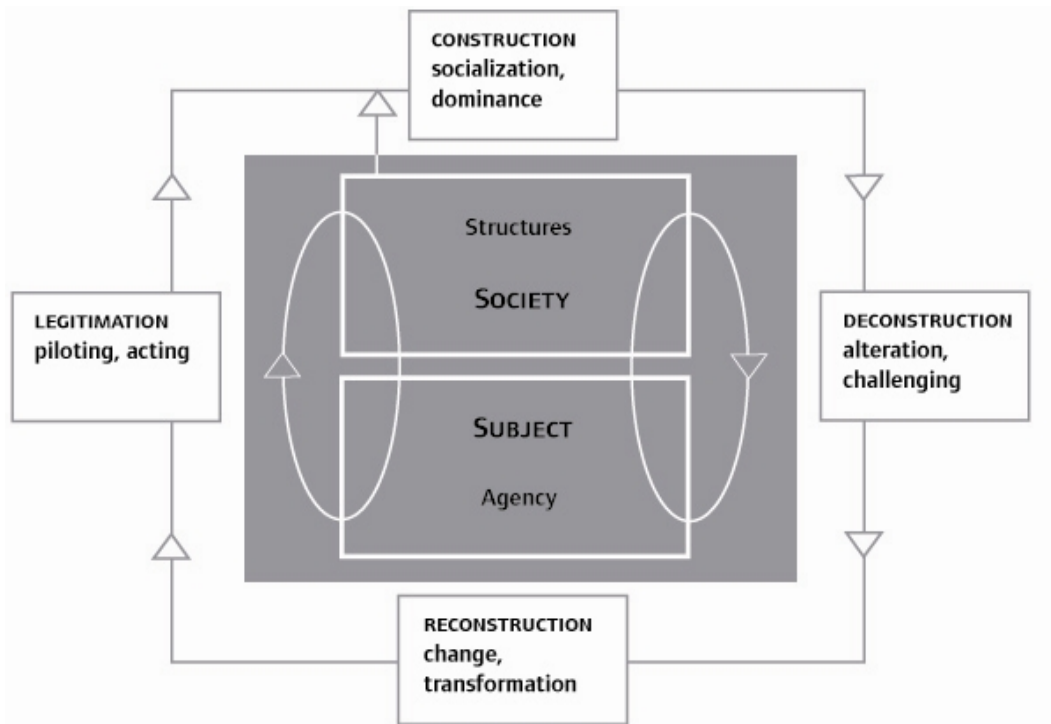 CONSTRUCTION
socialization,
dominance
Structures
SOCIETY
LEGITIMATION
piloting, acting
DECONSTRUCTION
alteration,
challenging
SUBJECT
Agency
RECONSTRUCTION
change,
transformation